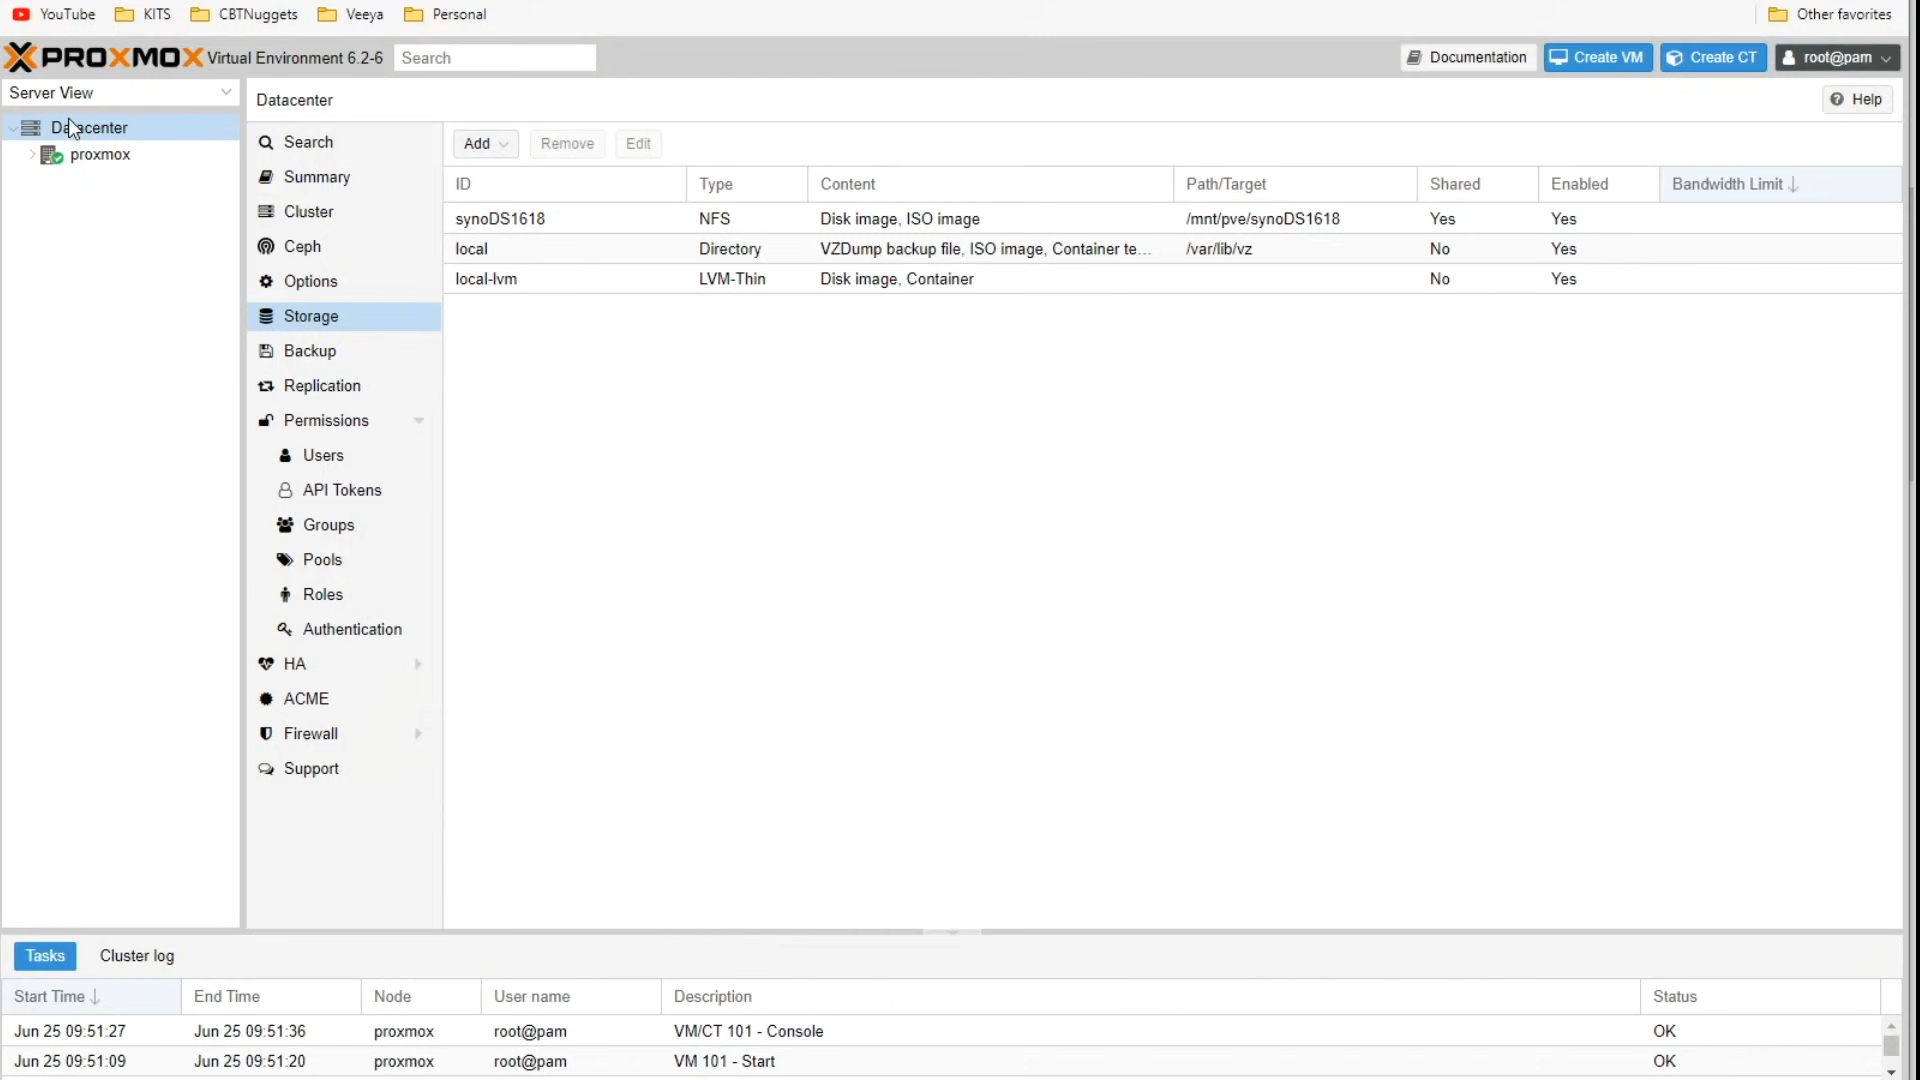 YouTube KITS CBTNuggets Veeya Personal Other favorites
PROXMOX Virtual Environment 6.2-6 Search Documentation Create VM Create CT root@pam
Server View
Datacenter
proxmox
Datacenter Help
Search
Summary
Cluster
Ceph
Options
Storage
Backup
Replication
Permissions
Users
API Tokens
Groups
Pools
Roles
Authentication
HA
ACME
Firewall
Support
Add Remove Edit
ID Type Content Path/Target Shared Enabled Bandwidth Limit
synoDS1618 NFS Disk image, ISO image /mnt/pve/synoDS1618 Yes Yes
local Directory VZDump backup file, ISO image, Container te... /var/lib/vz No Yes
local-lvm LVM-Thin Disk image, Container No Yes
Tasks Cluster log
Start Time End Time Node User name Description Status
Jun 25 09:51:27 Jun 25 09:51:36 proxmox root@pam VM/CT 101 - Console OK
Jun 25 09:51:09 Jun 25 09:51:20 proxmox root@pam VM 101 - Start OK